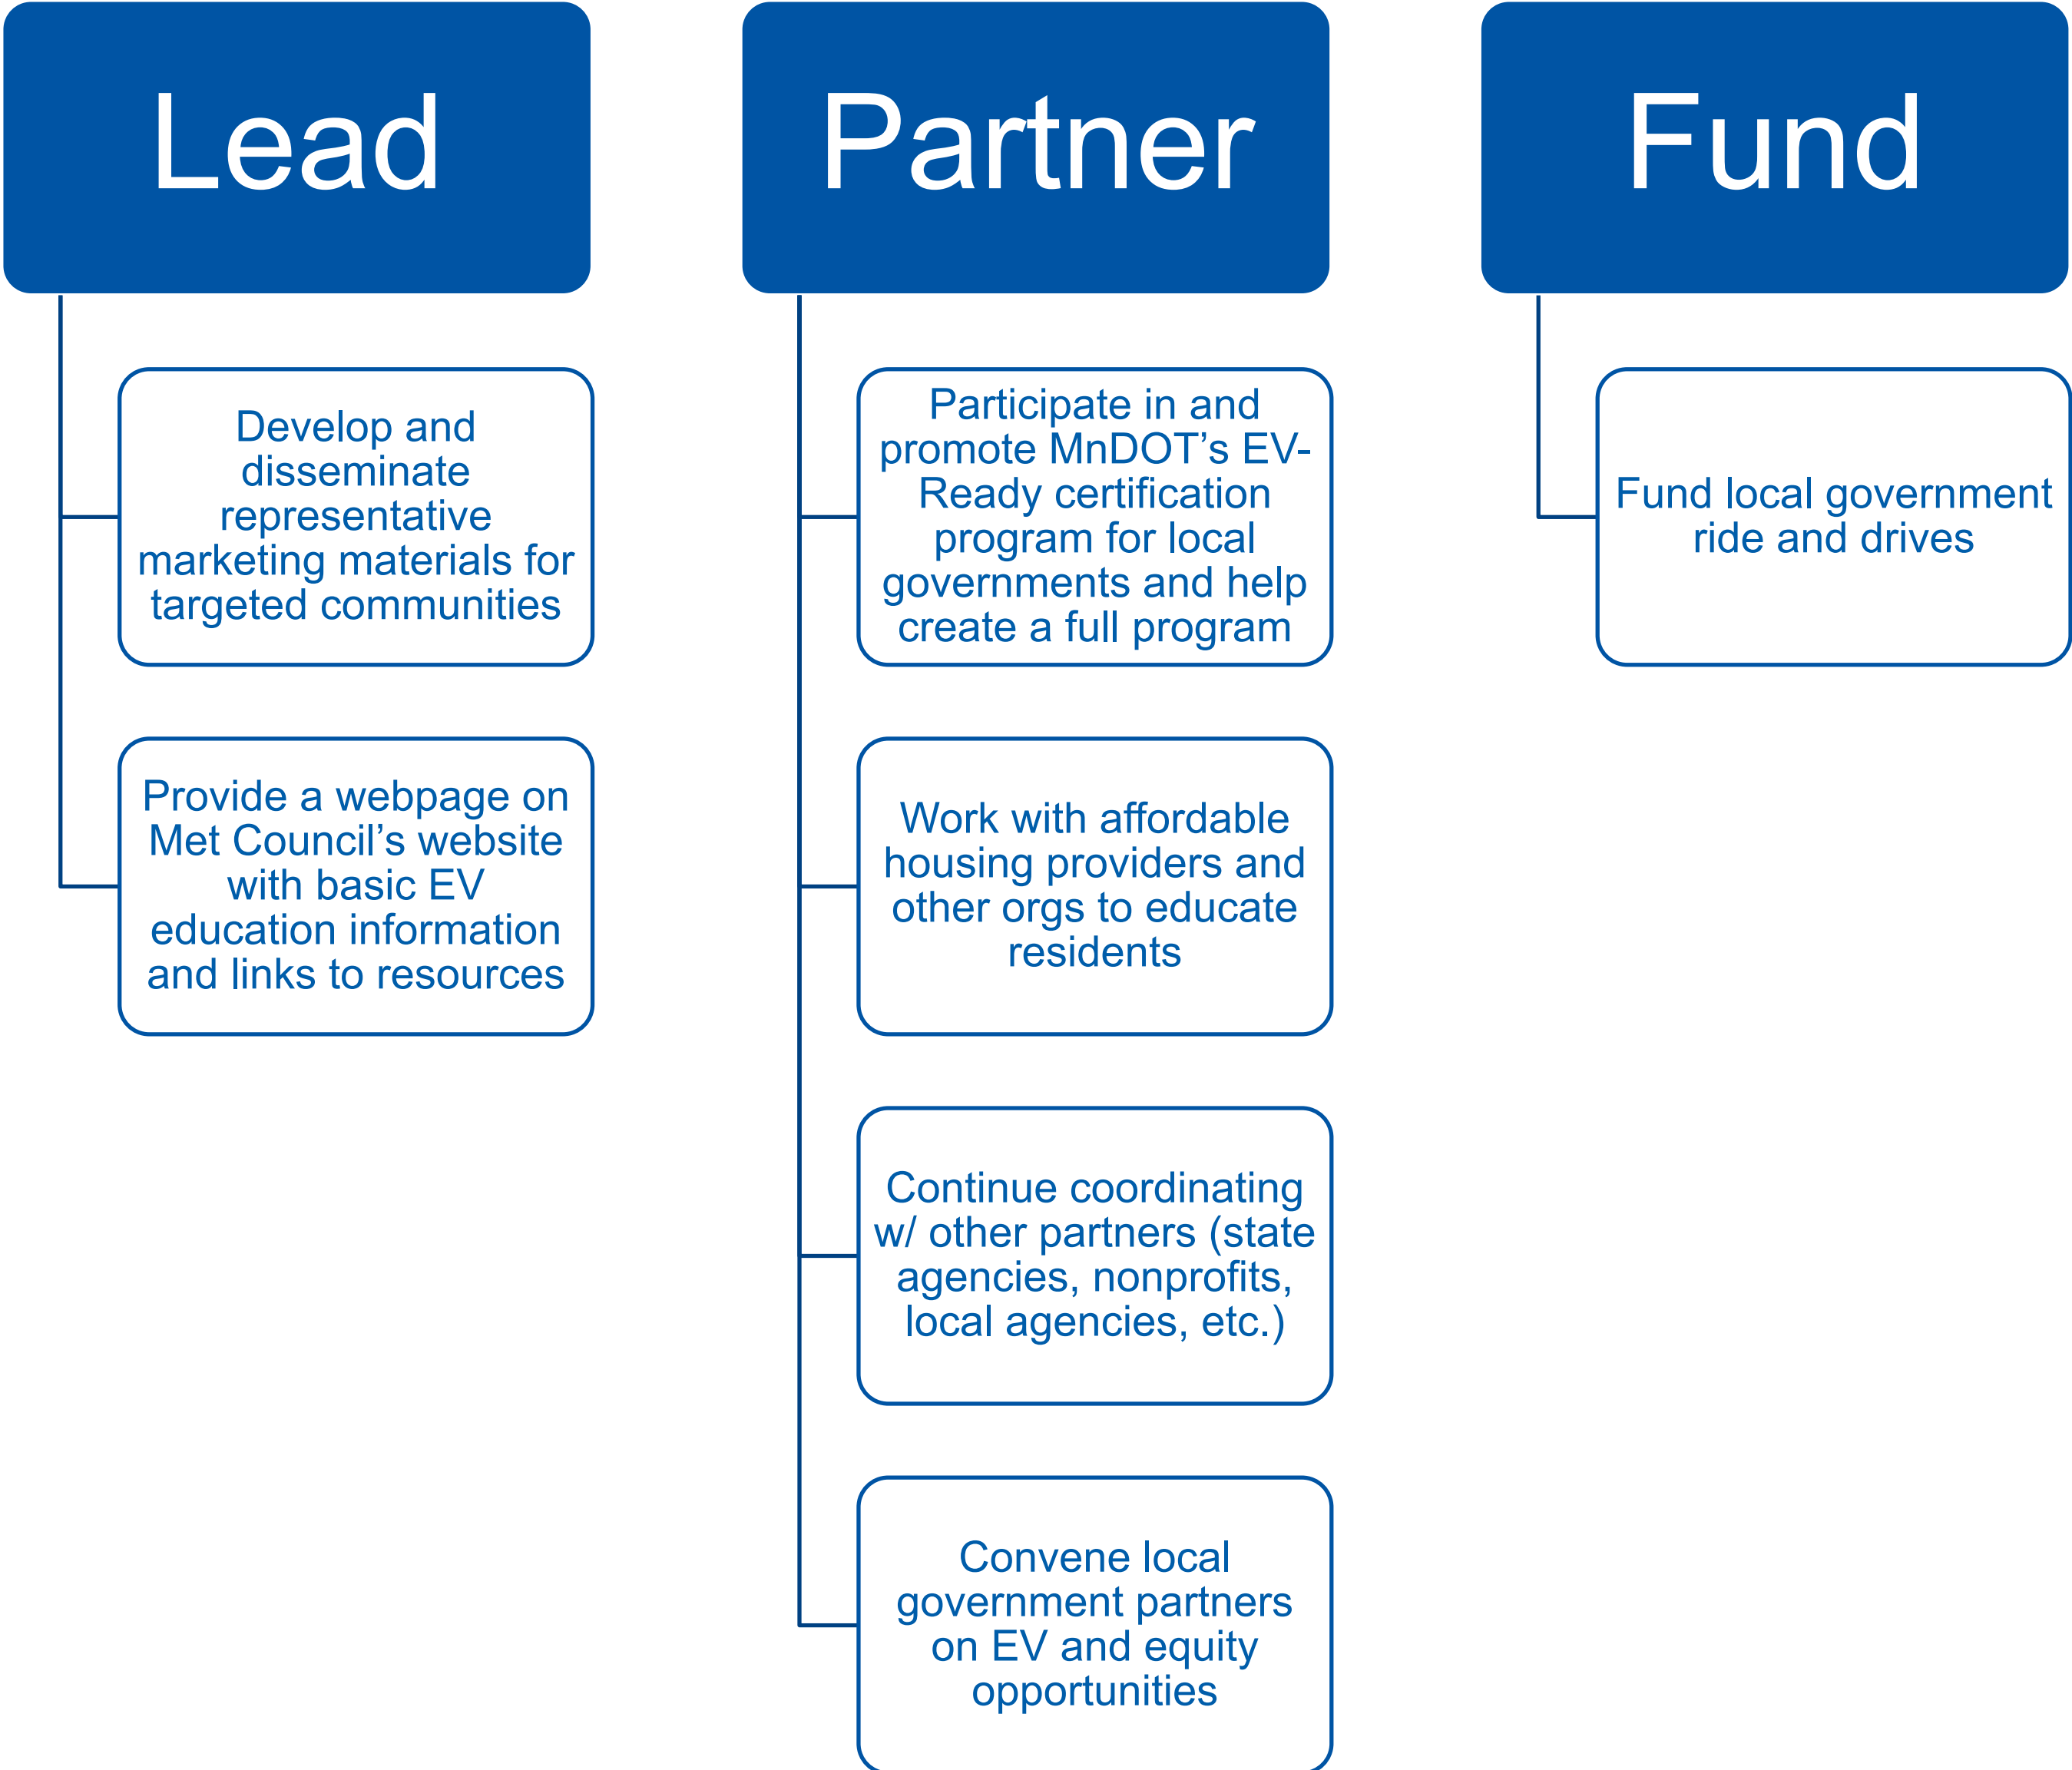 Lead
Develop and
disseminate
representative
marketing materials for
targeted communities
Provide a webpage on
Met Council’s website
with basic EV
education information
and links to resources
Partner
Participate in and
promote MnDOT’s EV-
Ready certification
program for local
governments and help
create a full program
Work with affordable
housing providers and
other orgs to educate
residents
Continue coordinating
w/ other partners (state
agencies, nonprofits,
local agencies, etc.)
Convene local
government partners
on EV and equity
opportunities
Fund
Fund local government
ride and drives